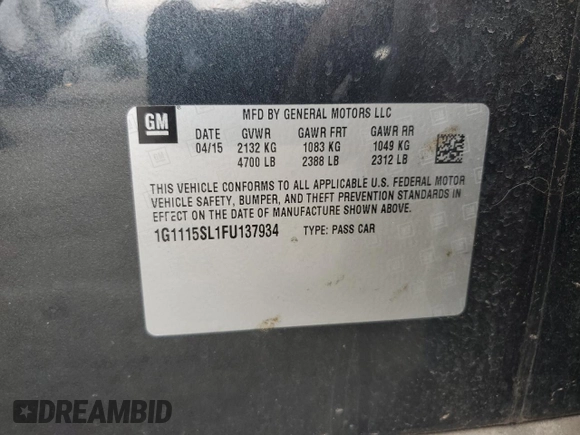 GM
MFD BY GENERAL MOTORS LLC
DATE GVWR GAWR FRT GAWR RR
04/15 2132 KG 1083 KG 1049 KG
4700 LB 2388 LB 2312 LB
THIS VEHICLE CONFORMS TO ALL APPLICABLE U.S. FEDERAL MOTOR
VEHICLE SAFETY, BUMPER, AND THEFT PREVENTION STANDARDS IN
EFFECT ON THE DATE OF MANUFACTURE SHOWN ABOVE.
1G1115SL1FU137934 TYPE: PASS CAR
DREAMBID